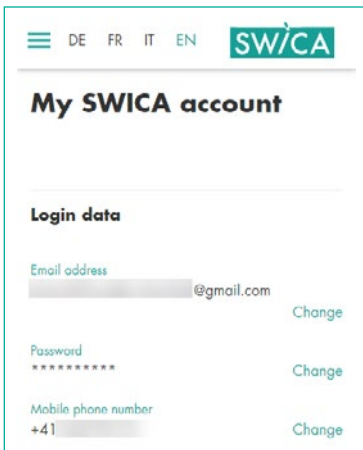 DE FR IT EN SWICA
My SWICA account
Login data
Email address
@gmail.com
Change
Password
**********
Change
Mobile phone number
+41
Change